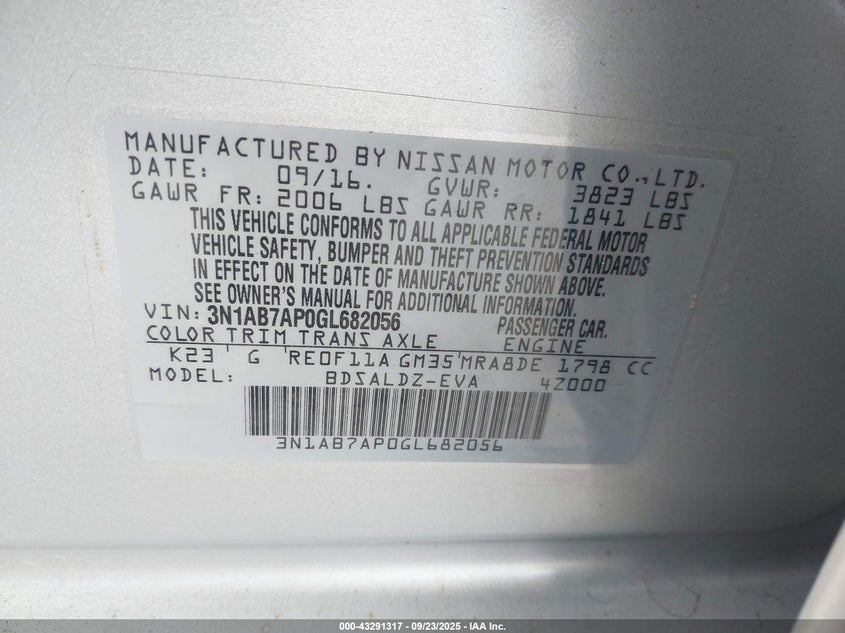 MANUFACTURED BY NISSAN MOTOR CO.,LTD.
DATE: 09/16. GVWR: 3823 LBS
GAWR FR: 2006 LBS GAWR RR: 1841 LBS
THIS VEHICLE CONFORMS TO ALL APPLICABLE FEDERAL MOTOR
VEHICLE SAFETY, BUMPER AND THEFT PREVENTION STANDARDS
IN EFFECT ON THE DATE OF MANUFACTURE SHOWN ABOVE.
SEE OWNER'S MANUAL FOR ADDITIONAL INFORMATION.
VIN: 3N1AB7AP0GL682056 PASSENGER CAR.
COLOR TRIM TRANS AXLE ENGINE
K23 G RE0F11A GM35 MRA8DE 1798 CC
MODEL: BDSALDZ-EVA 4Z000
3N1AB7AP0GL682056
000-43291317 - 09/23/2025 - IAA Inc.